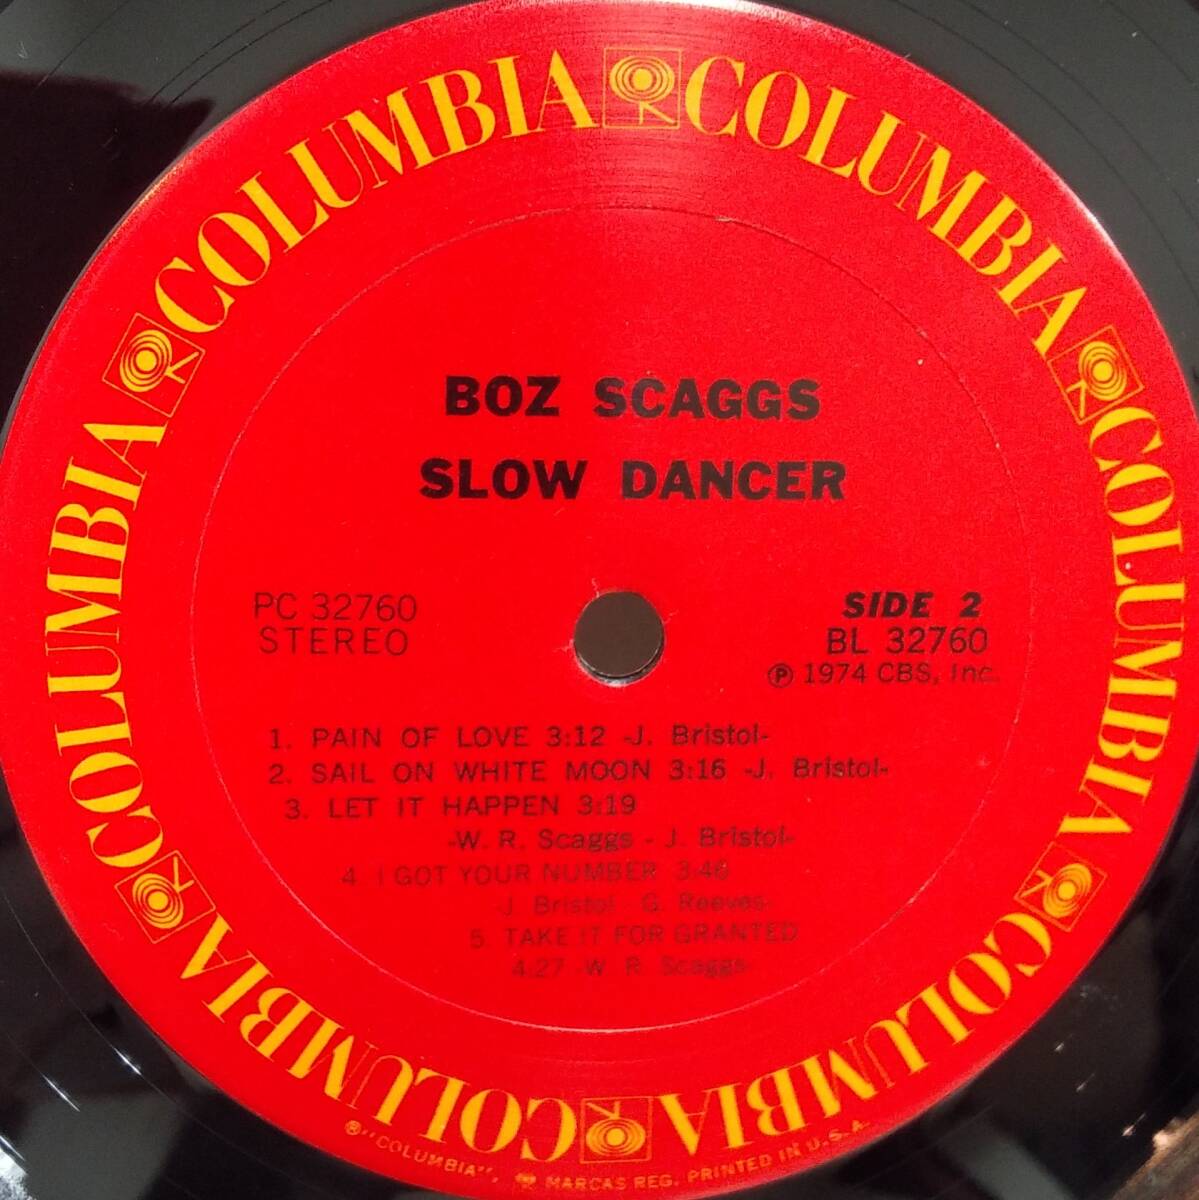 COLUMBIA COLUMBIA COLUMBIA COLUMBIA COLUMBIA COLUMBIA COLUMBIA COLUMBIA COLUMBIA COLUMBIA
BOZ SCAGGS
SLOW DANCER
PC 32760
STEREO
SIDE 2
BL 32760
℗ 1974 CBS, Inc.
1. PAIN OF LOVE 3:12 -J. Bristol-
2. SAIL ON WHITE MOON 3:16 -J. Bristol-
3. LET IT HAPPEN 3:19
-W. R. Scaggs - J. Bristol-
4. I GOT YOUR NUMBER 3:46
-J. Bristol - G. Reeves-
5. TAKE IT FOR GRANTED
4:27 -W. R. Scaggs-
®"COLUMBIA", MARCAS REG. PRINTED IN U.S.A.